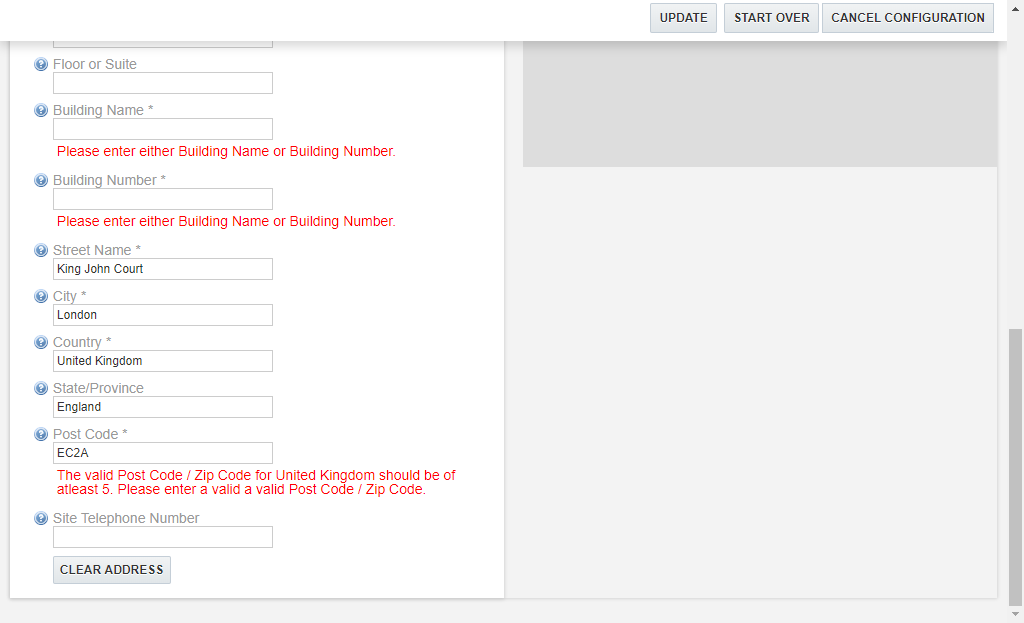 UPDATE START OVER CANCEL CONFIGURATION
Floor or Suite
Building Name *
Please enter either Building Name or Building Number.
Building Number *
Please enter either Building Name or Building Number.
Street Name *
King John Court
City *
London
Country *
United Kingdom
State/Province
England
Post Code *
EC2A
The valid Post Code / Zip Code for United Kingdom should be of
atleast 5. Please enter a valid a valid Post Code / Zip Code.
Site Telephone Number
CLEAR ADDRESS